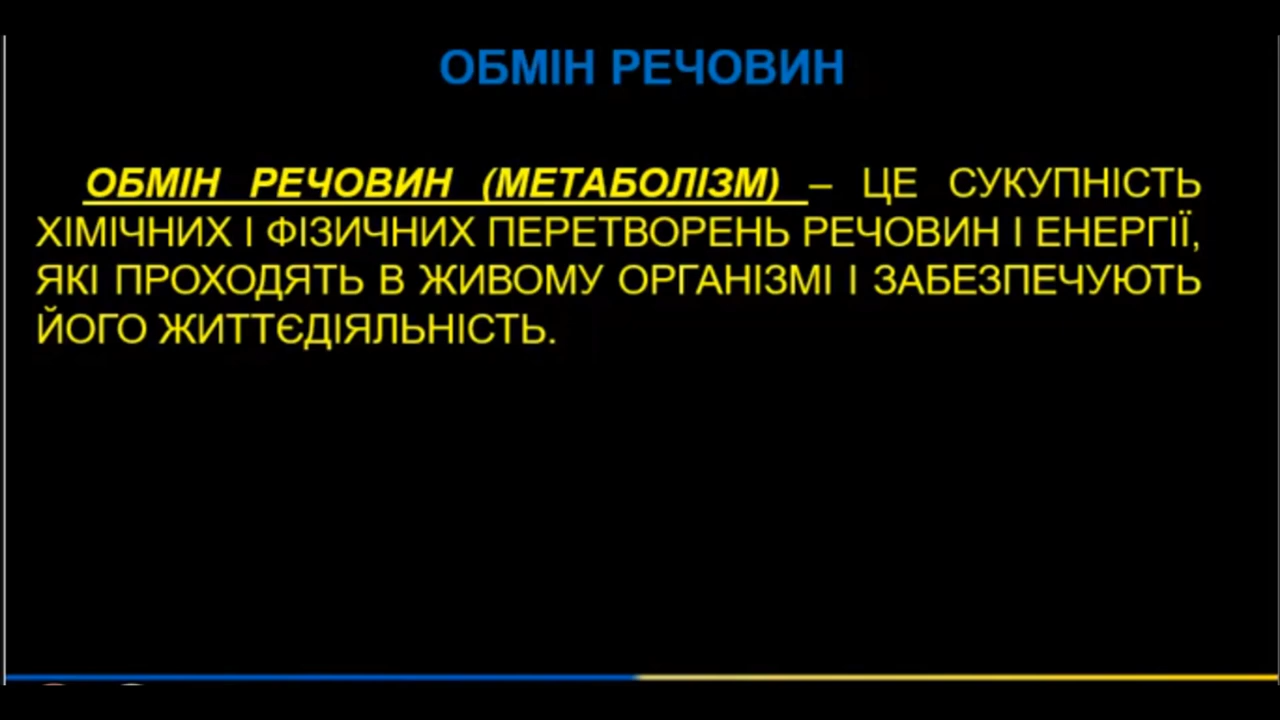 ОБМІН РЕЧОВИН
ОБМІН РЕЧОВИН (МЕТАБОЛІЗМ) – ЦЕ СУКУПНІСТЬ
ХІМІЧНИХ І ФІЗИЧНИХ ПЕРЕТВОРЕНЬ РЕЧОВИН І ЕНЕРГІЇ,
ЯКІ ПРОХОДЯТЬ В ЖИВОМУ ОРГАНІЗМІ І ЗАБЕЗПЕЧУЮТЬ
ЙОГО ЖИТТЄДІЯЛЬНІСТЬ.